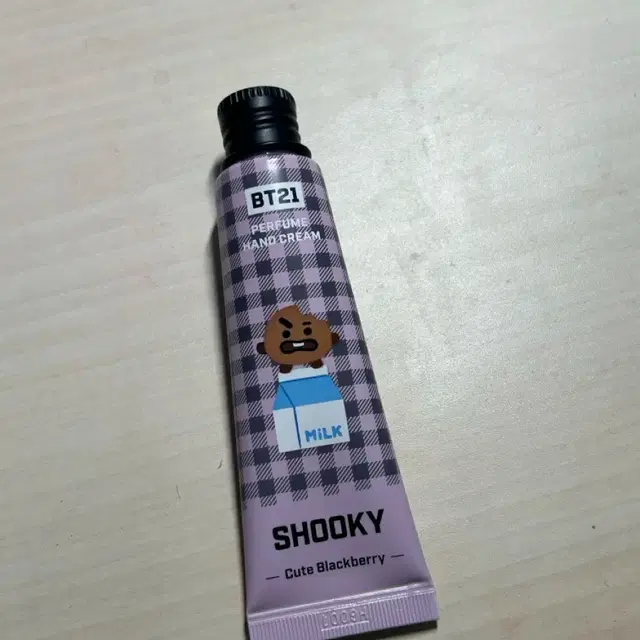 BT21
PERFUME
HAND CREAM
MiLK
SHOOKY
— Cute Blackberry —